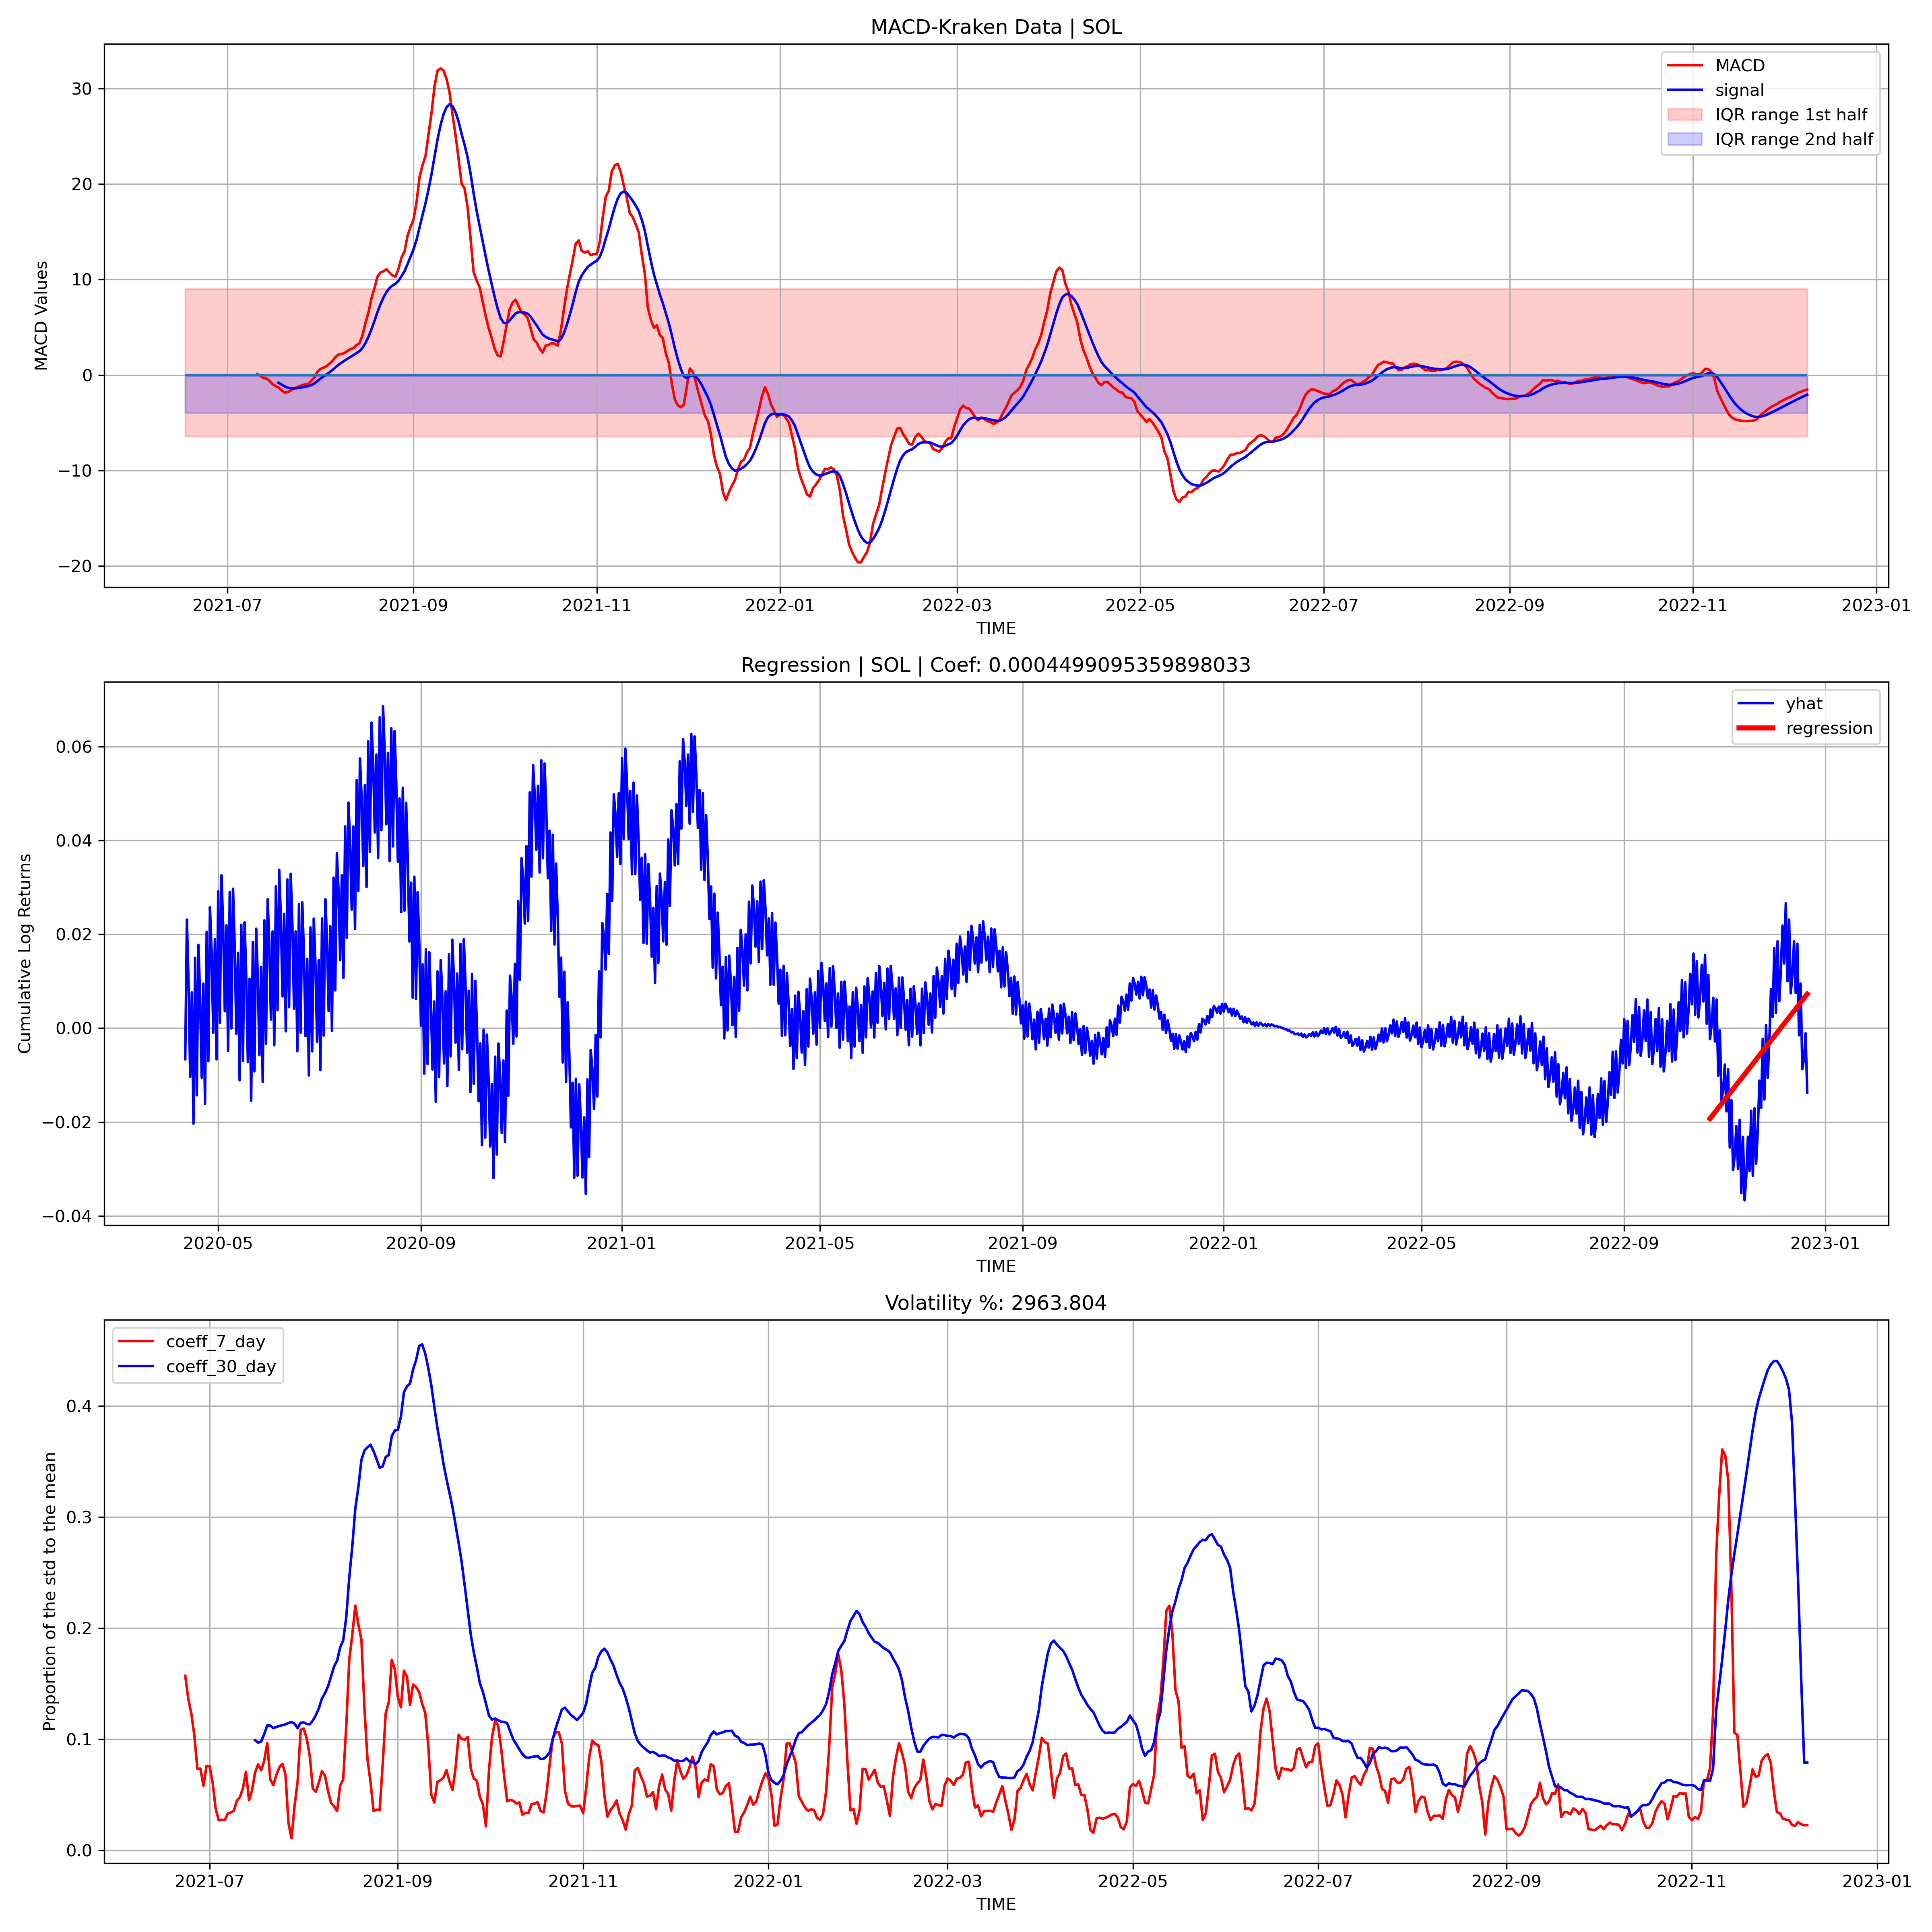 MACD-Kraken Data | SOL
MACD
signal
IQR range 1st half
IQR range 2nd half
MACD Values
30
20
10
0
−10
−20
2021-07 2021-09 2021-11 2022-01 2022-03 2022-05 2022-07 2022-09 2022-11 2023-01
TIME
Regression | SOL | Coef: 0.0004499095359898033
yhat
regression
Cumulative Log Returns
0.06
0.04
0.02
0.00
−0.02
−0.04
2020-05 2020-09 2021-01 2021-05 2021-09 2022-01 2022-05 2022-09 2023-01
TIME
Volatility %: 2963.804
coeff_7_day
coeff_30_day
Proportion of the std to the mean
0.4
0.3
0.2
0.1
0.0
2021-07 2021-09 2021-11 2022-01 2022-03 2022-05 2022-07 2022-09 2022-11 2023-01
TIME